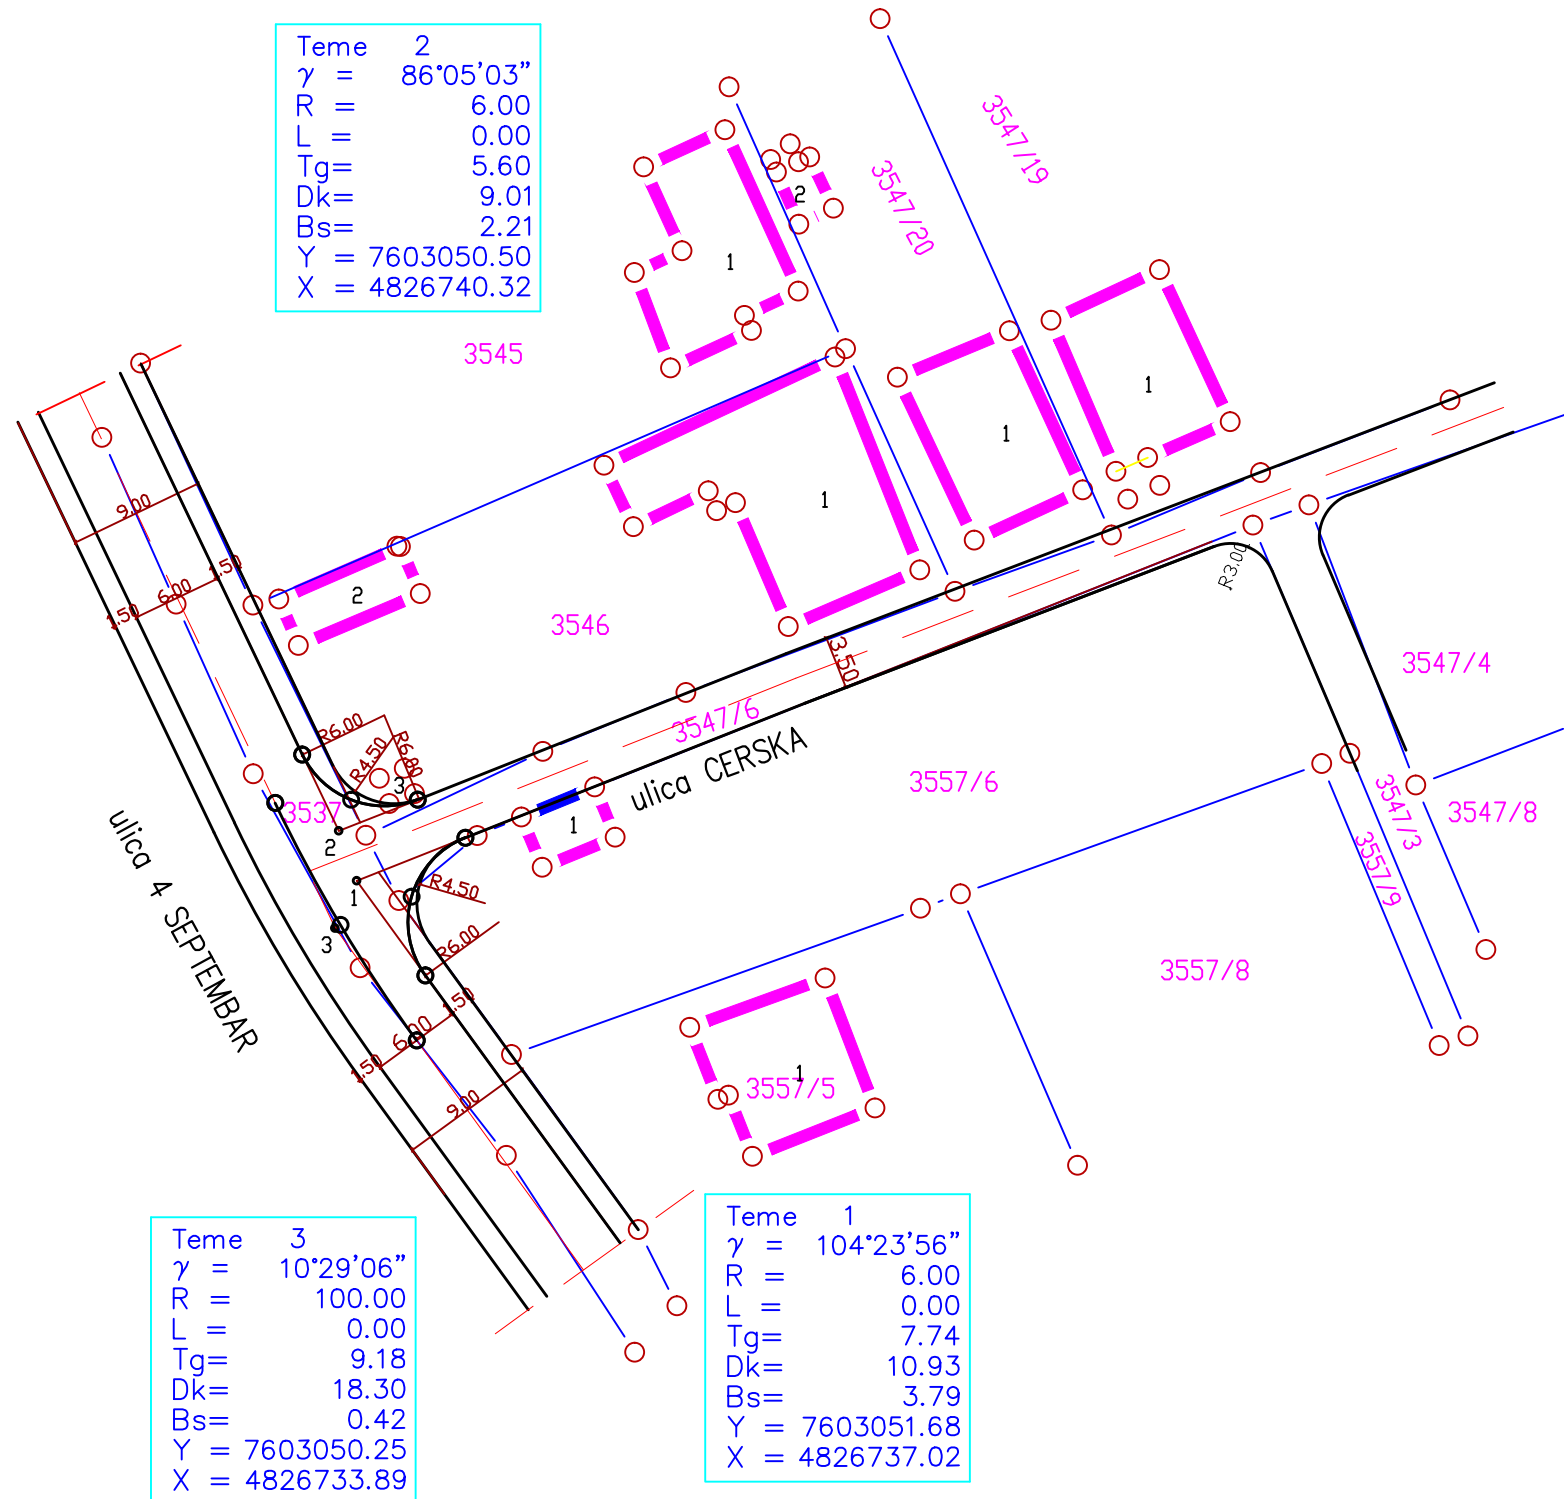 Teme 2
γ = 86°05'03"
R = 6.00
L = 0.00
Tg= 5.60
Dk= 9.01
Bs= 2.21
Y = 7603050.50
X = 4826740.32
3547/19
3547/20
2
1
3545
1
1
1
9.00
1.50
6.00
1.50
2
3546
3.50
R3.00
3547/4
3547/6
R6.00
R4.50
R6.00
3
3537
2
ulica CERSKA
3557/6
1
3547/3
3547/8
3557/9
ulica 4 SEPTEMBAR
1
R4.50
3
R6.00
3557/8
1.50
6.00
1.50
9.00
1
3557/5
Teme 3
γ = 10°29'06"
R = 100.00
L = 0.00
Tg= 9.18
Dk= 18.30
Bs= 0.42
Y = 7603050.25
X = 4826733.89
Teme 1
γ = 104°23'56"
R = 6.00
L = 0.00
Tg= 7.74
Dk= 10.93
Bs= 3.79
Y = 7603051.68
X = 4826737.02